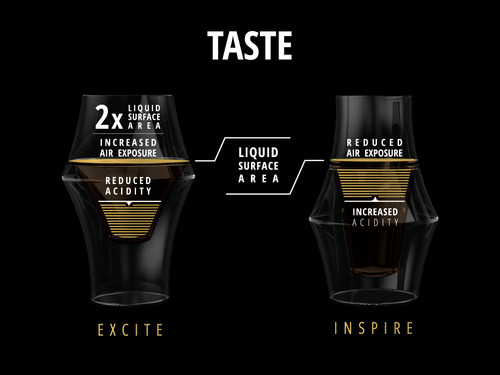 TASTE
2x LIQUID
SURFACE
AREA
INCREASED
AIR EXPOSURE
REDUCED
ACIDITY
LIQUID
SURFACE
AREA
REDUCED
AIR EXPOSURE
INCREASED
ACIDITY
EXCITE
INSPIRE